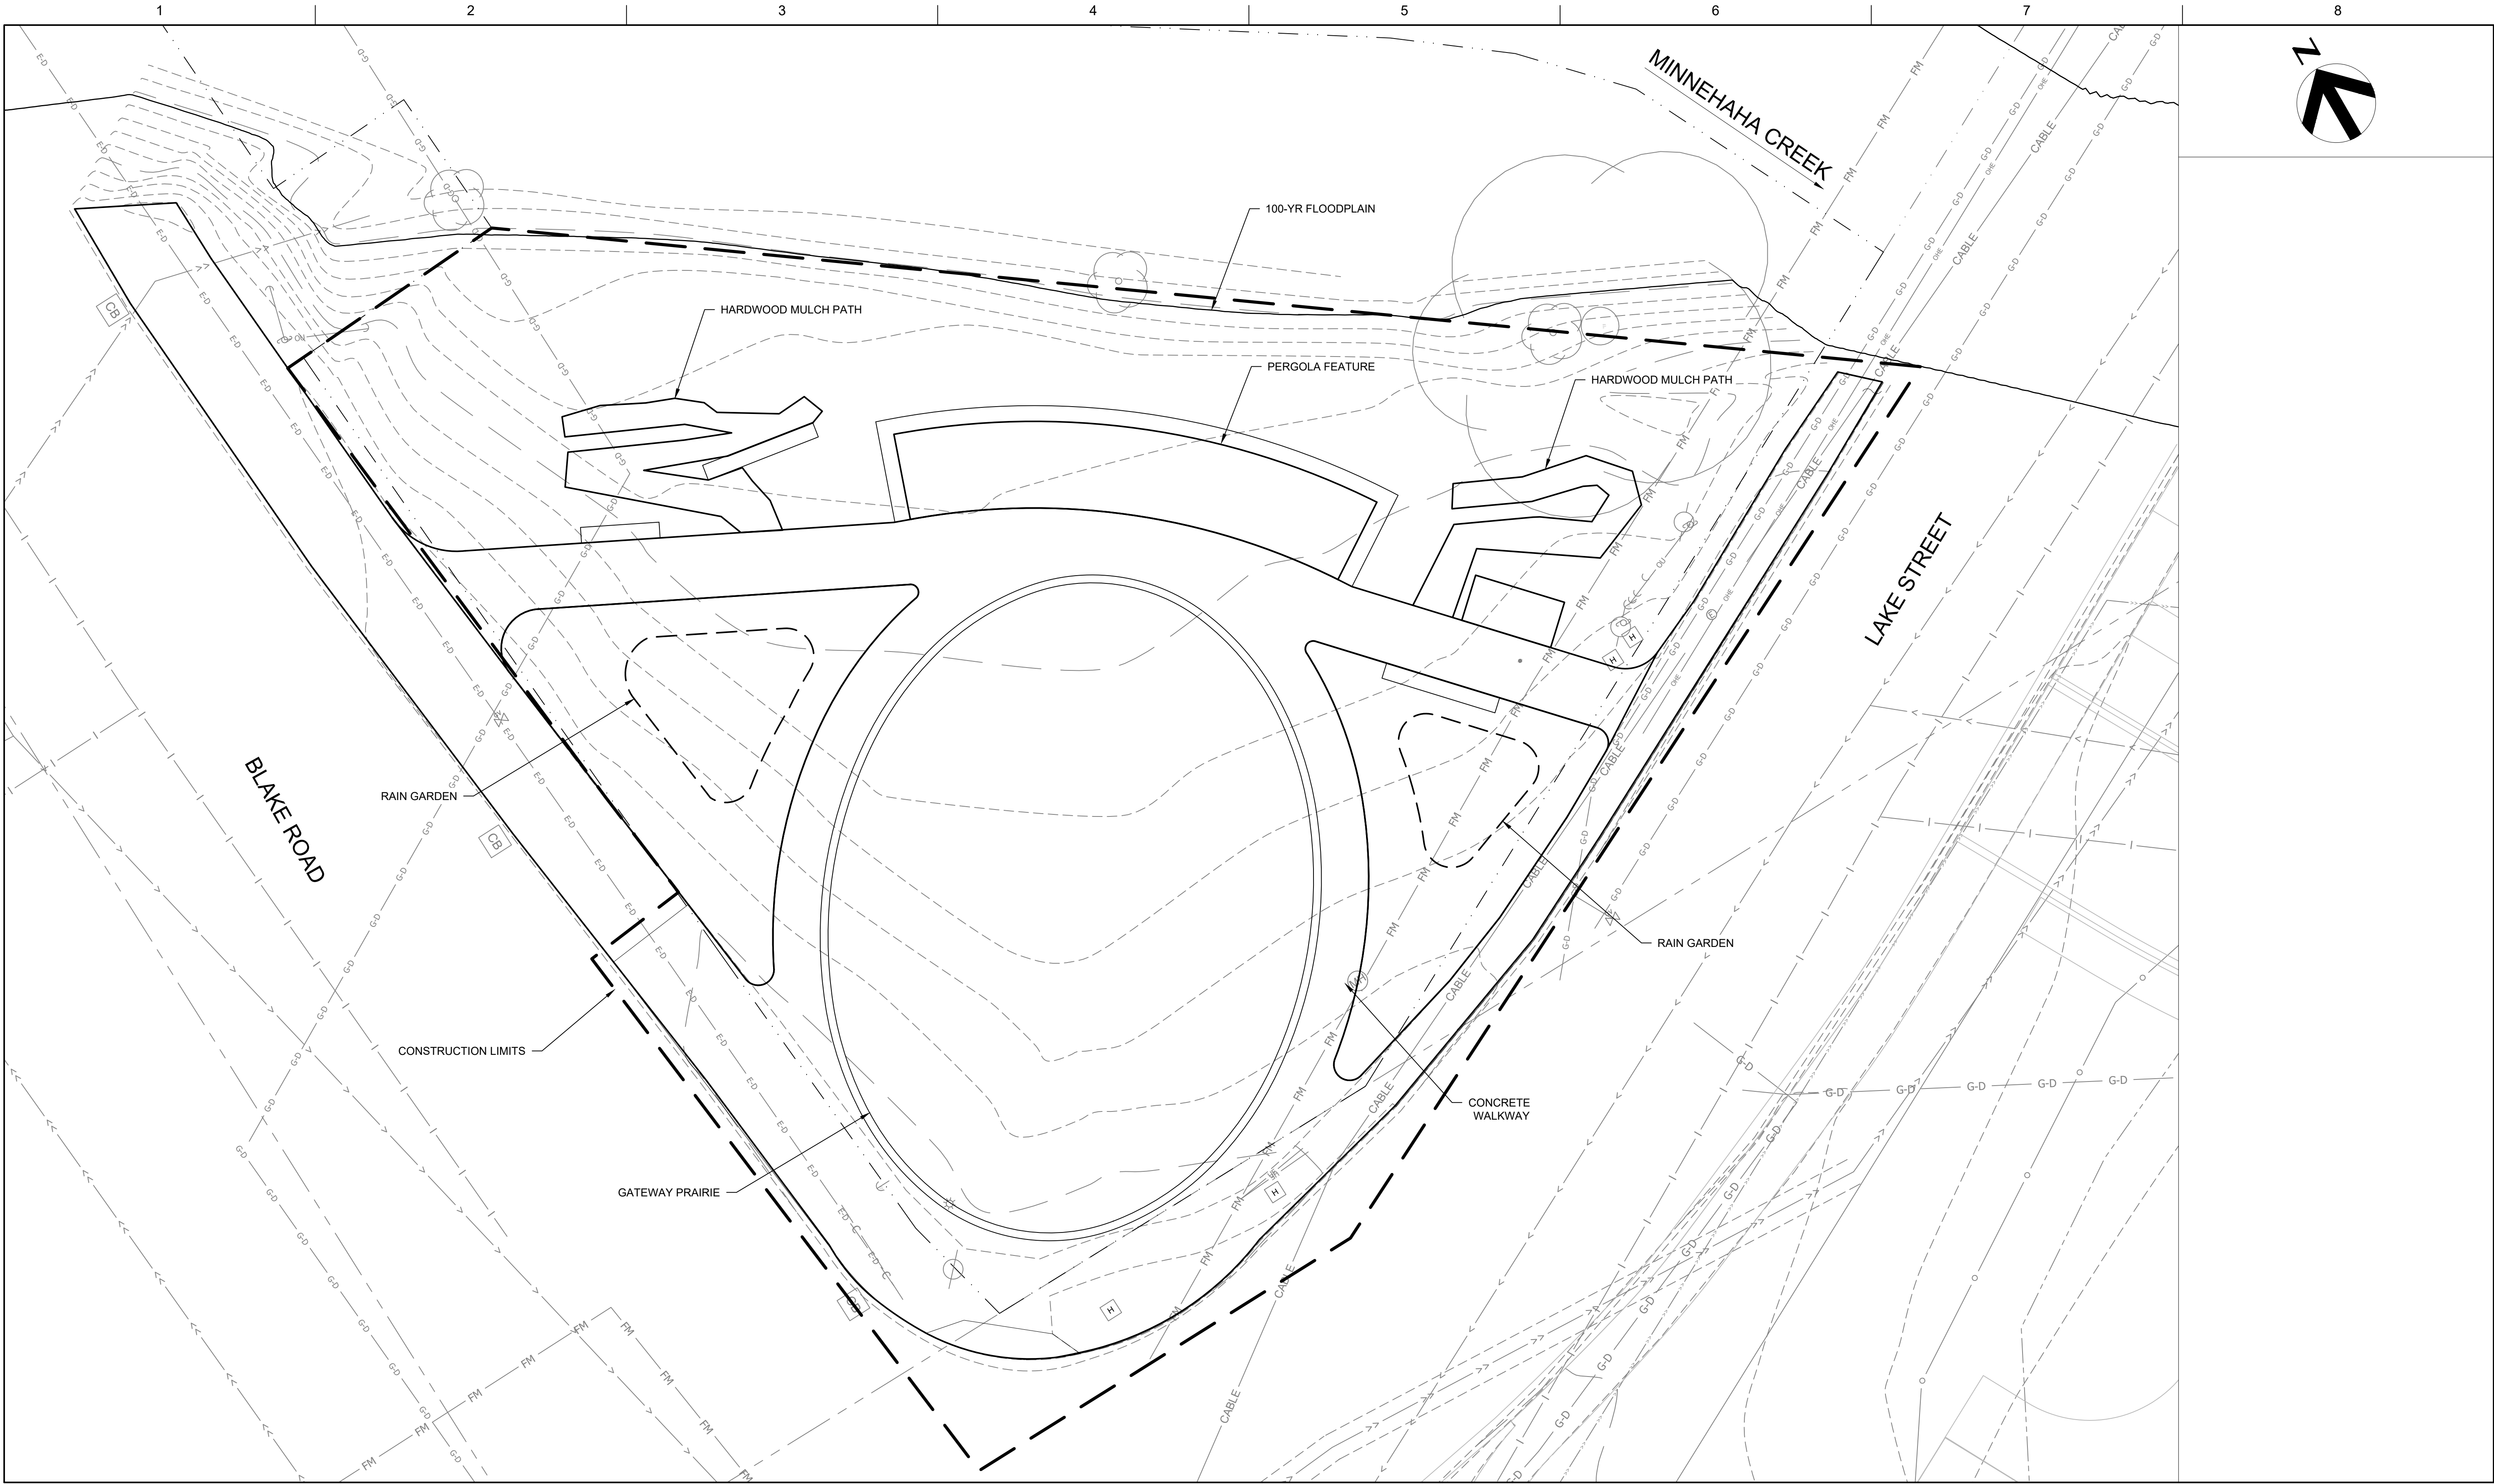 1 2 3 4 5 6 7 8
N
MINNEHAHA CREEK
100-YR FLOODPLAIN
HARDWOOD MULCH PATH
PERGOLA FEATURE
HARDWOOD MULCH PATH
LAKE STREET
BLAKE ROAD
RAIN GARDEN
RAIN GARDEN
CONSTRUCTION LIMITS
CONCRETE
WALKWAY
GATEWAY PRAIRIE
CB
CB
CB
H
H
H
H
E-D
G-D
FM
CABLE
OHE
OU